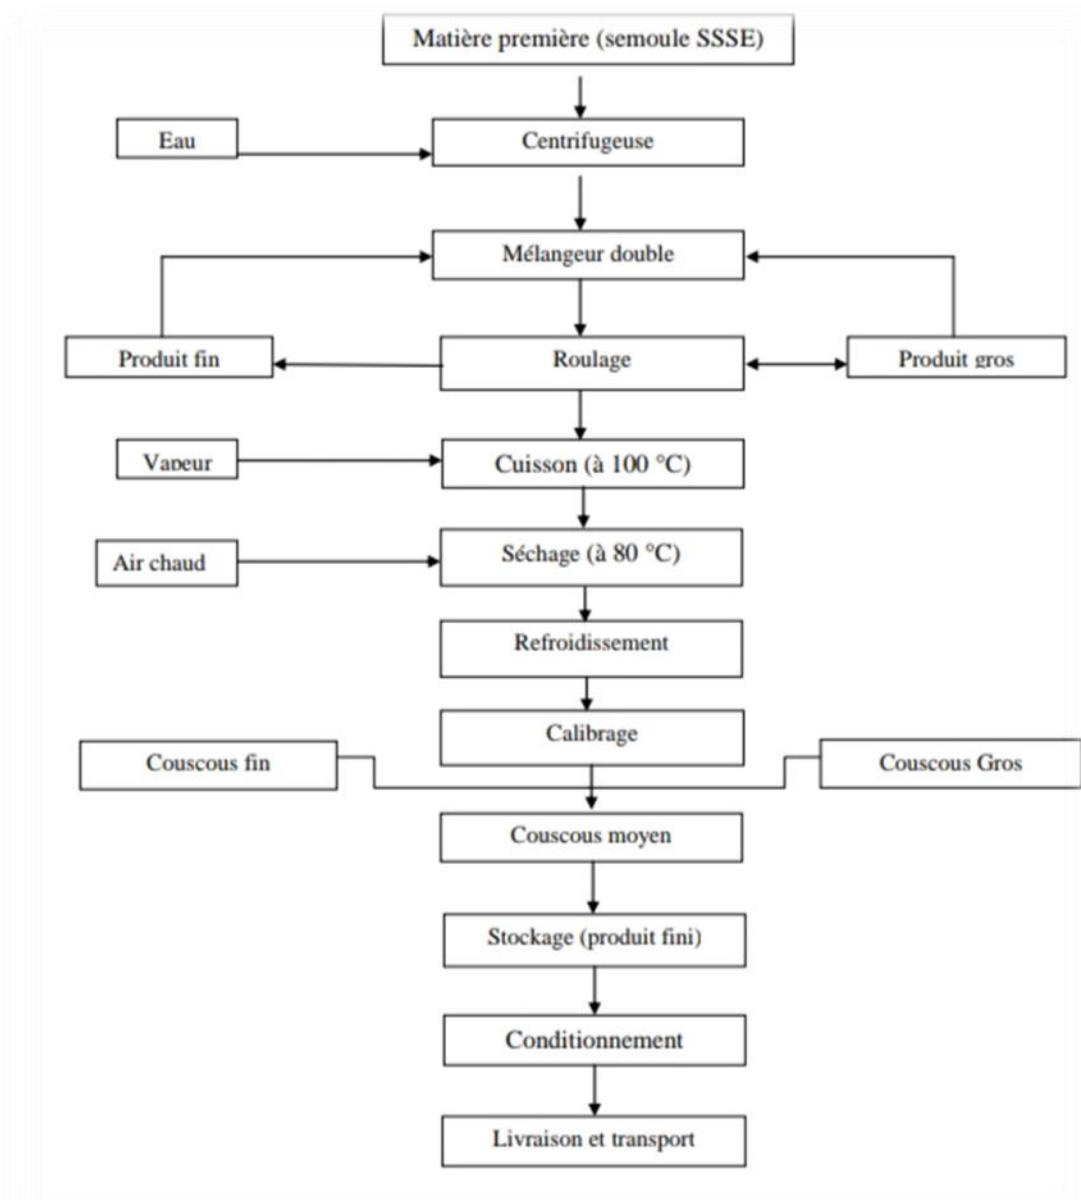 Matière première (semoule SSSE)
Eau
Centrifugeuse
Mélangeur double
Produit fin
Roulage
Produit gros
Vapeur
Cuisson (à 100 °C)
Air chaud
Séchage (à 80 °C)
Refroidissement
Calibrage
Couscous fin
Couscous Gros
Couscous moyen
Stockage (produit fini)
Conditionnement
Livraison et transport